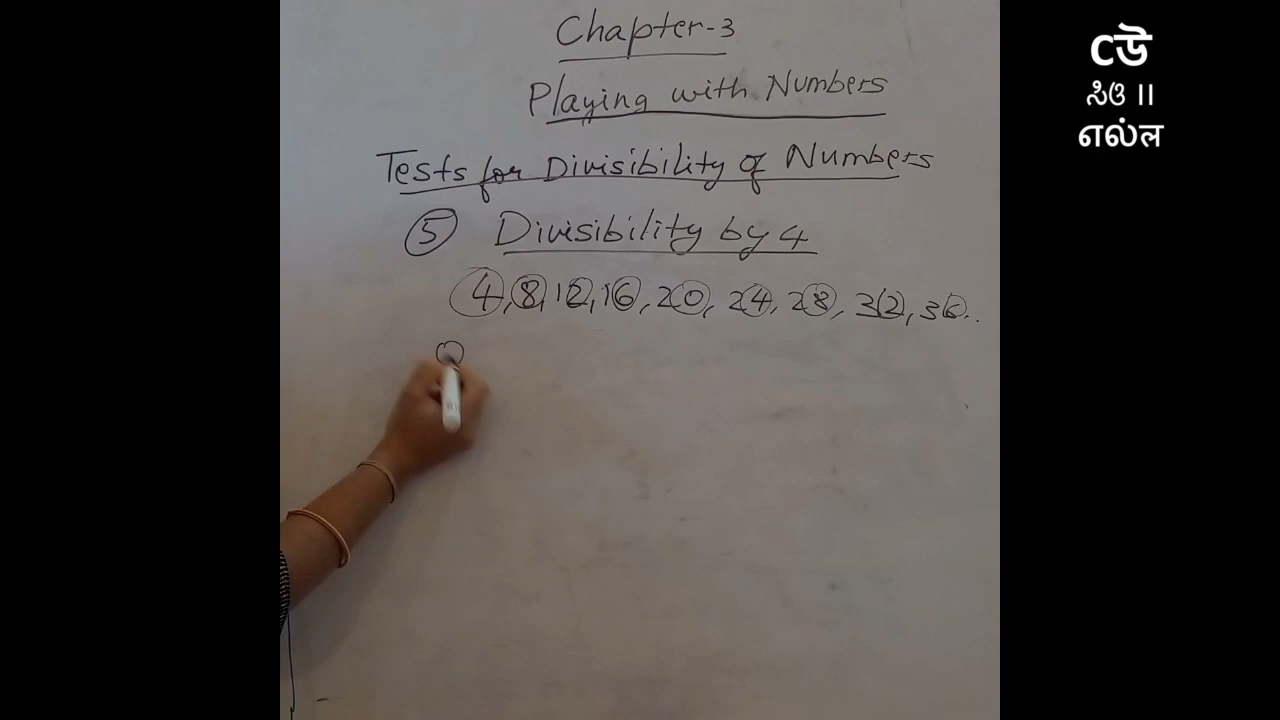 Chapter-3
Playing with Numbers
Tests for Divisibility of Numbers
5 Divisibility by 4
4, 8, 12, 16, 20, 24, 28, 32, 36..
Cউ
ಸಿಠಿ ॥
எல்ல